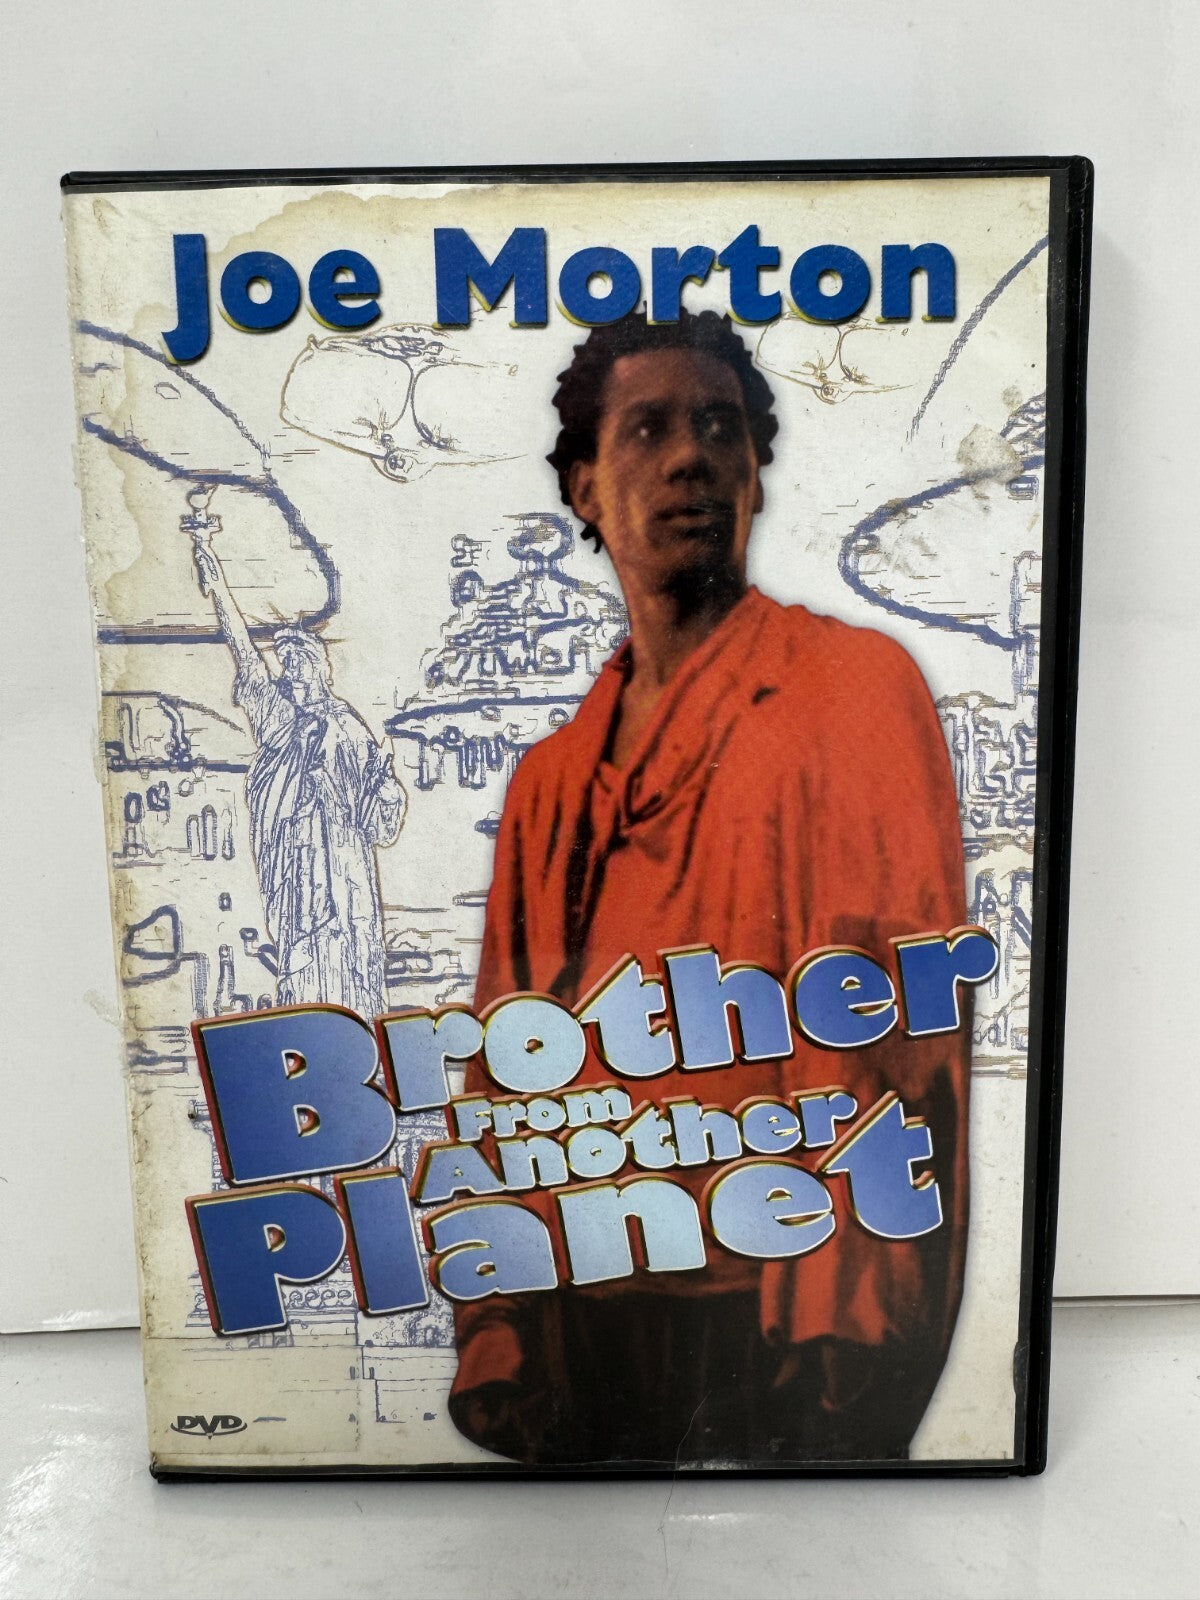 Joe Morton
Brother
From
Another
Planet
DVD